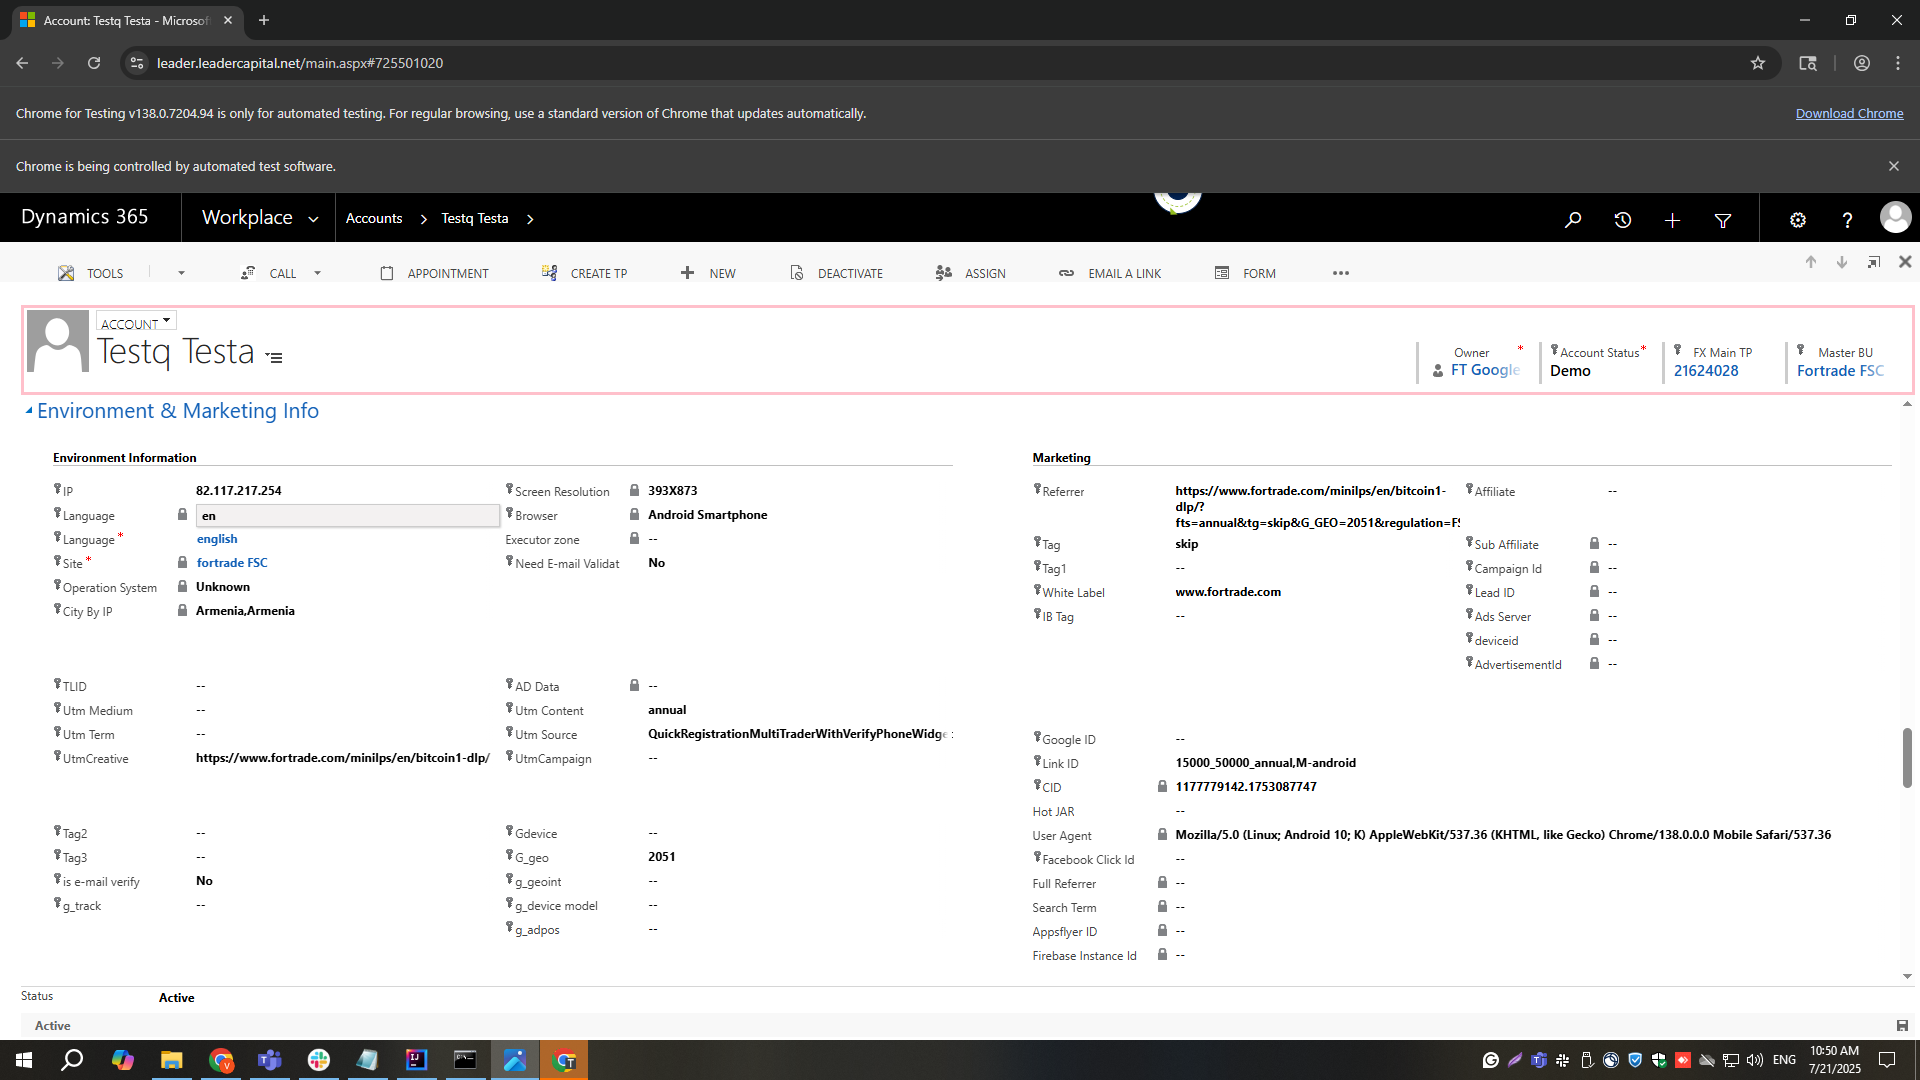 Account: Testq Testa - Microsof
leader.leadercapital.net/main.aspx#725501020
Chrome for Testing v138.0.7204.94 is only for automated testing. For regular browsing, use a standard version of Chrome that updates automatically.
Download Chrome
Chrome is being controlled by automated test software.
Dynamics 365
Workplace
Accounts
Testq Testa
TOOLS
CALL
APPOINTMENT
CREATE TP
NEW
DEACTIVATE
ASSIGN
EMAIL A LINK
FORM
ACCOUNT
Testq Testa
Owner *
FT Google
Account Status *
Demo
FX Main TP
21624028
Master BU
Fortrade FSC
Environment & Marketing Info
Environment Information
IP 82.117.217.254
Language en
Language * english
Site * fortrade FSC
Operation System Unknown
City By IP Armenia,Armenia
Screen Resolution 393X873
Browser Android Smartphone
Executor zone --
Need E-mail Validat No
TLID --
Utm Medium --
Utm Term --
UtmCreative https://www.fortrade.com/minilps/en/bitcoin1-dlp/
AD Data --
Utm Content annual
Utm Source QuickRegistrationMultiTraderWithVerifyPhoneWidge
UtmCampaign --
Tag2 --
Tag3 --
is e-mail verify No
g_track --
Gdevice --
G_geo 2051
g_geoint --
g_device model --
g_adpos --
Marketing
Referrer https://www.fortrade.com/minilps/en/bitcoin1-
dlp/?
fts=annual&tg=skip&G_GEO=2051&regulation=FS
Tag skip
Tag1 --
White Label www.fortrade.com
IB Tag --
Affiliate --
Sub Affiliate --
Campaign Id --
Lead ID --
Ads Server --
deviceid --
AdvertisementId --
Google ID --
Link ID 15000_50000_annual,M-android
CID 1177779142.1753087747
Hot JAR --
User Agent Mozilla/5.0 (Linux; Android 10; K) AppleWebKit/537.36 (KHTML, like Gecko) Chrome/138.0.0.0 Mobile Safari/537.36
Facebook Click Id --
Full Referrer --
Search Term --
Appsflyer ID --
Firebase Instance Id --
Status Active
Active
ENG
10:50 AM
7/21/2025